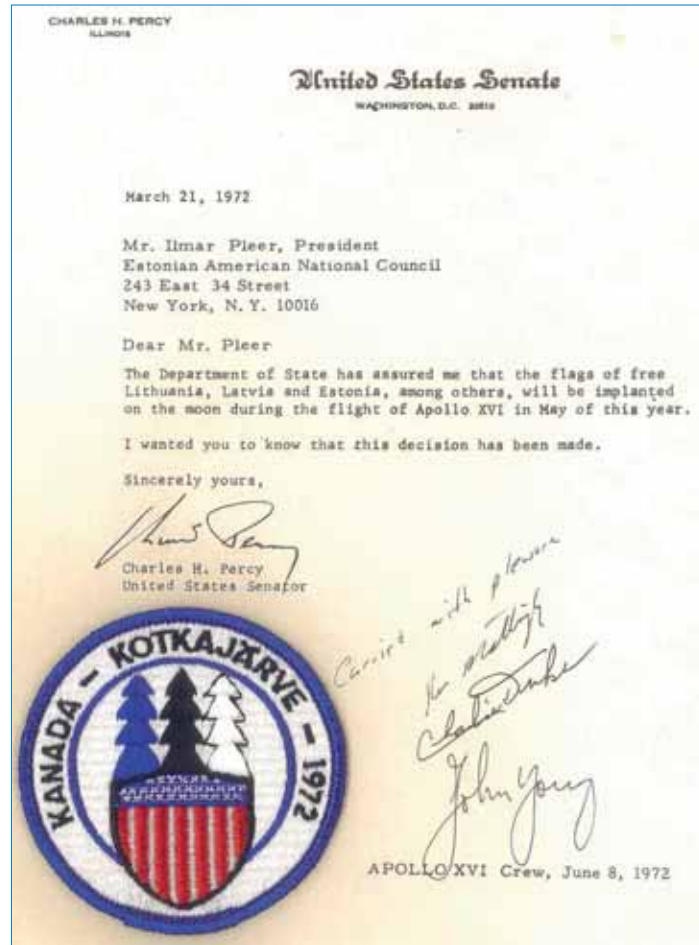 CHARLES H. PERCY
ILLINOIS
United States Senate
WASHINGTON, D.C. 20510
March 21, 1972
Mr. Ilmar Pleer, President
Estonian American National Council
243 East 34 Street
New York, N. Y. 10016
Dear Mr. Pleer
The Department of State has assured me that the flags of free
Lithuania, Latvia and Estonia, among others, will be implanted
on the moon during the flight of Apollo XVI in May of this year.
I wanted you to know that this decision has been made.
Sincerely yours,
Charles H. Percy
Charles H. Percy
United States Senator
KANADA - KOTKAJÄRVE - 1972
Carried with pleasure
Ken Mattingly
Charlie Duke
John Young
APOLLO XVI Crew, June 8, 1972